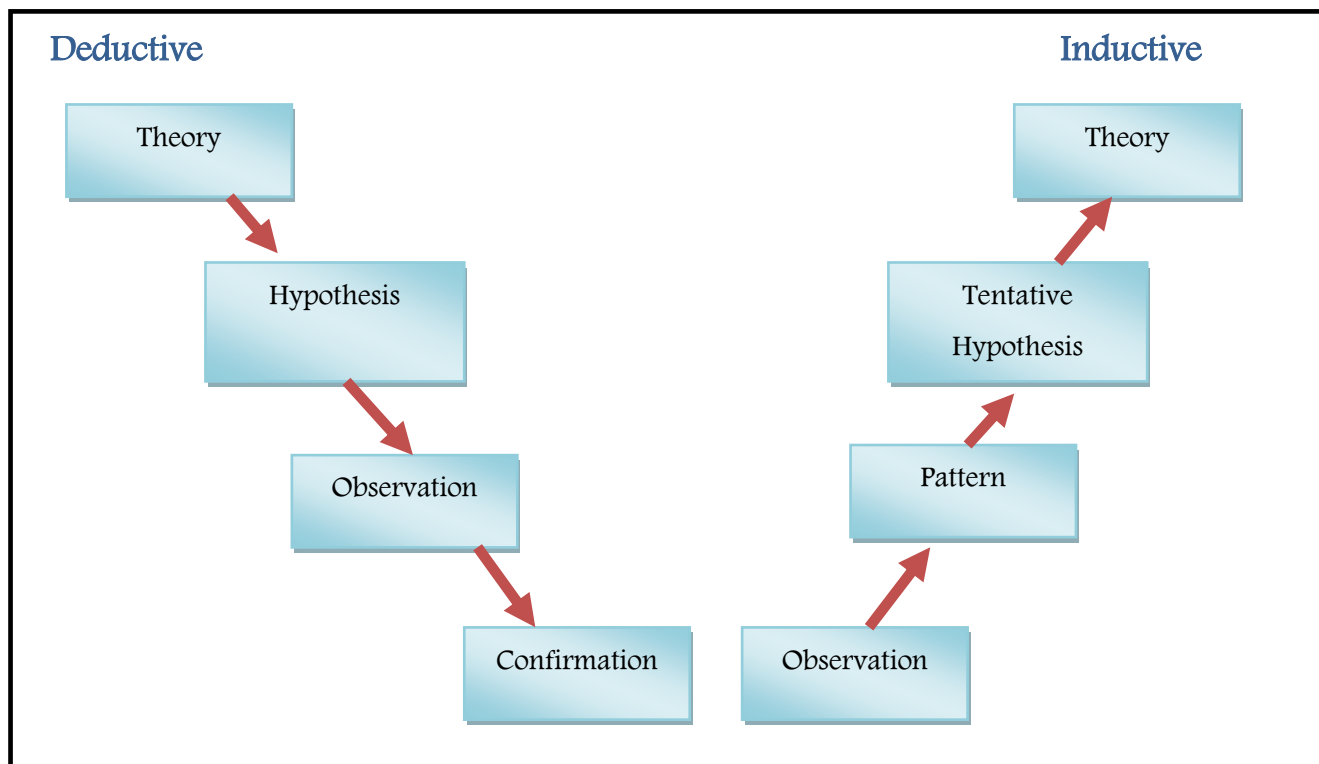 Deductive
Inductive
Theory
Theory
Hypothesis
Tentative
Hypothesis
Observation
Pattern
Confirmation
Observation